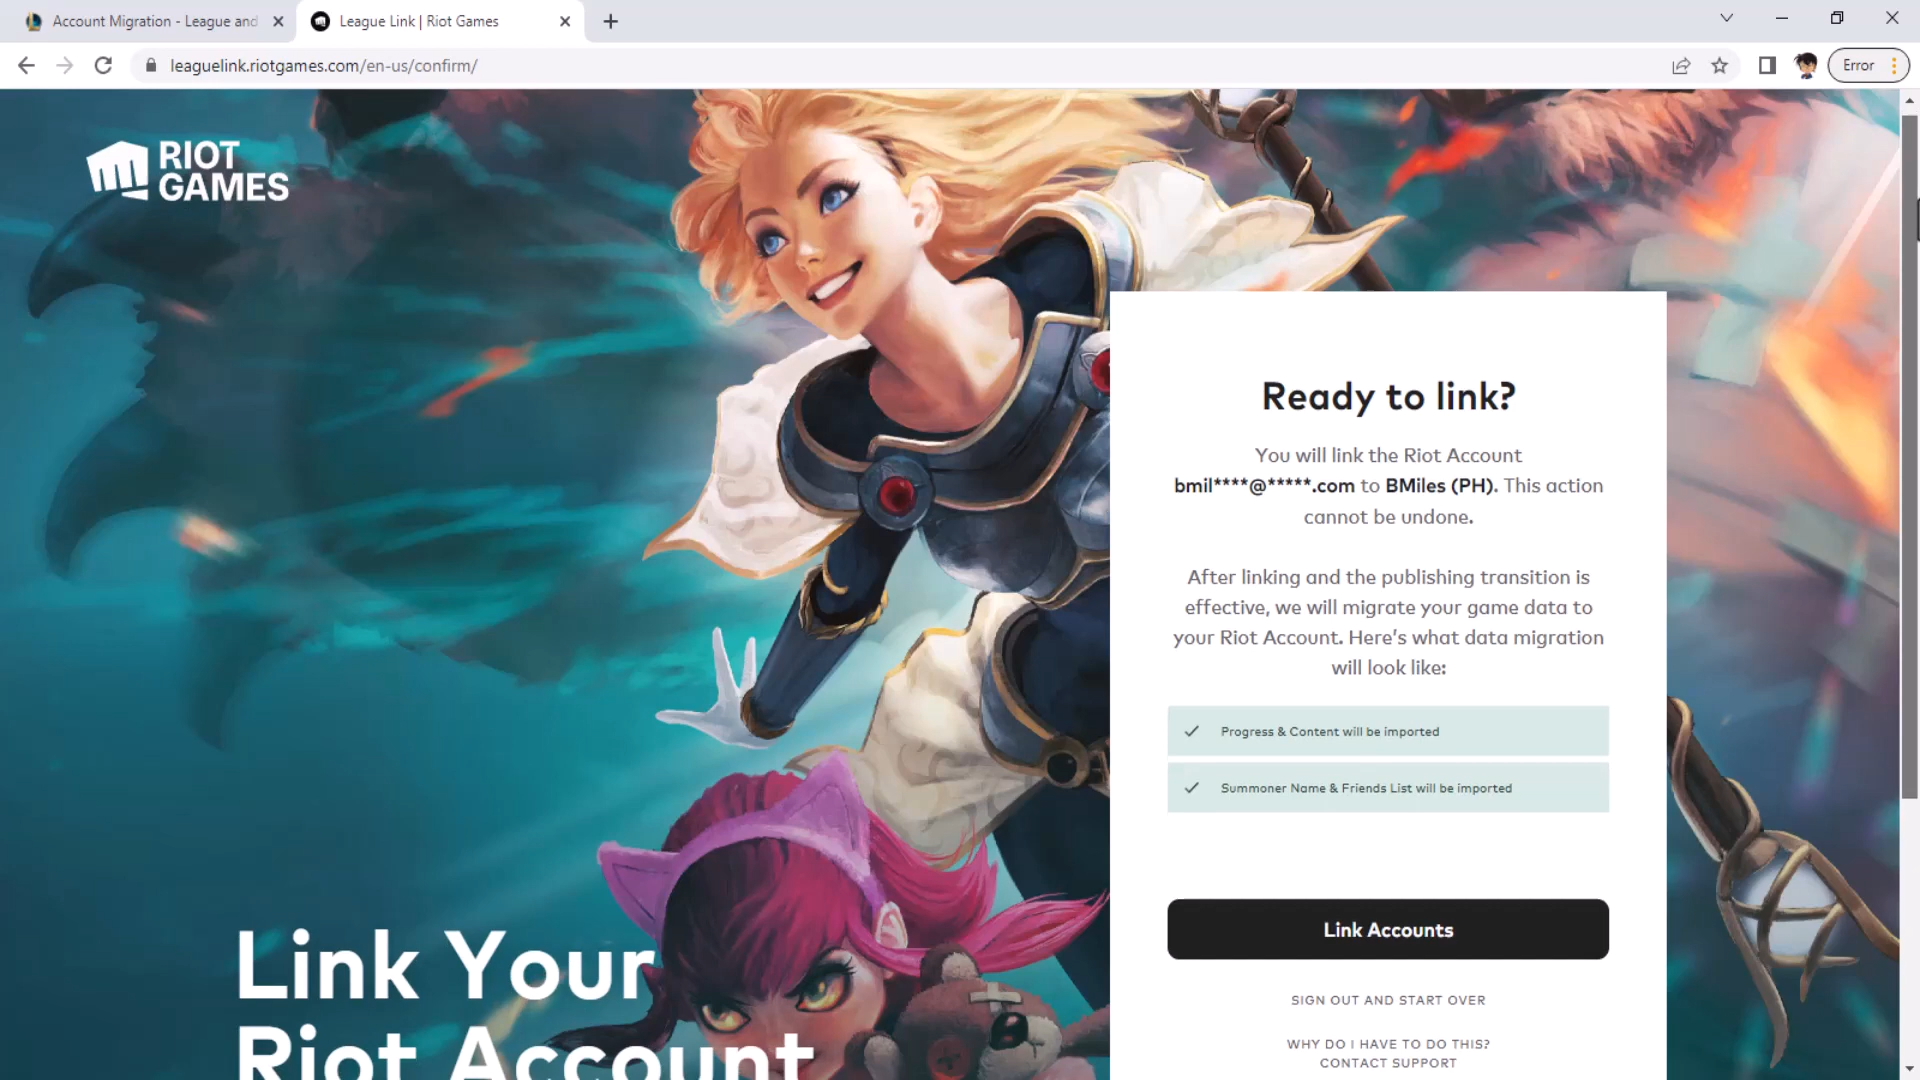 Account Migration - League and
League Link | Riot Games
leaguelink.riotgames.com/en-us/confirm/
Error
RIOT
GAMES
Ready to link?
You will link the Riot Account
bmil****@*****.com to BMiles (PH). This action
cannot be undone.
After linking and the publishing transition is
effective, we will migrate your game data to
your Riot Account. Here's what data migration
will look like:
Progress & Content will be imported
Summoner Name & Friends List will be imported
Link Accounts
SIGN OUT AND START OVER
WHY DO I HAVE TO DO THIS?
CONTACT SUPPORT
Link Your
Riot Account